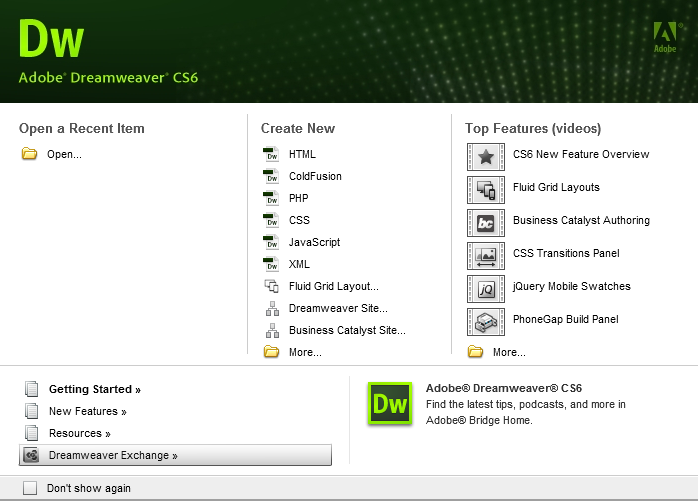 Dw
Adobe® Dreamweaver® CS6
Adobe
Open a Recent Item
Open...
Create New
HTML
ColdFusion
PHP
CSS
JavaScript
XML
Fluid Grid Layout...
Dreamweaver Site...
Business Catalyst Site...
More...
Top Features (videos)
CS6 New Feature Overview
Fluid Grid Layouts
bc
Business Catalyst Authoring
CSS Transitions Panel
jQ
jQuery Mobile Swatches
PhoneGap Build Panel
More...
Getting Started »
New Features »
Resources »
Dreamweaver Exchange »
Dw
Adobe® Dreamweaver® CS6
Find the latest tips, podcasts, and more in
Adobe® Bridge Home.
Don't show again